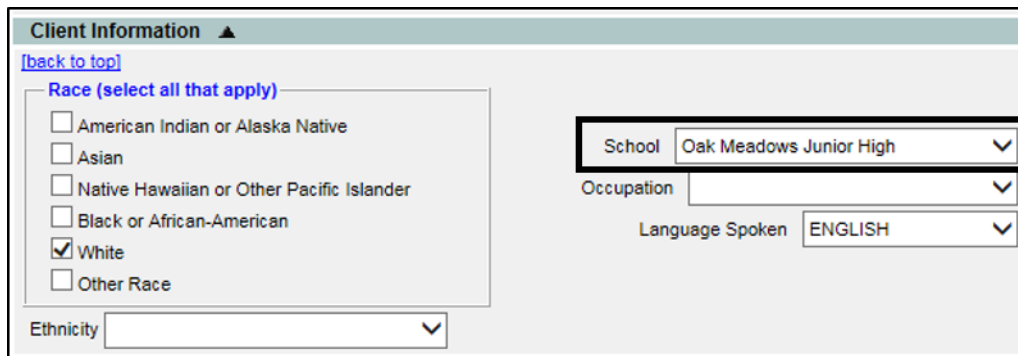 Client Information
[back to top]
Race (select all that apply)
American Indian or Alaska Native
Asian
Native Hawaiian or Other Pacific Islander
Black or African-American
White
Other Race
Ethnicity
School Oak Meadows Junior High
Occupation
Language Spoken ENGLISH